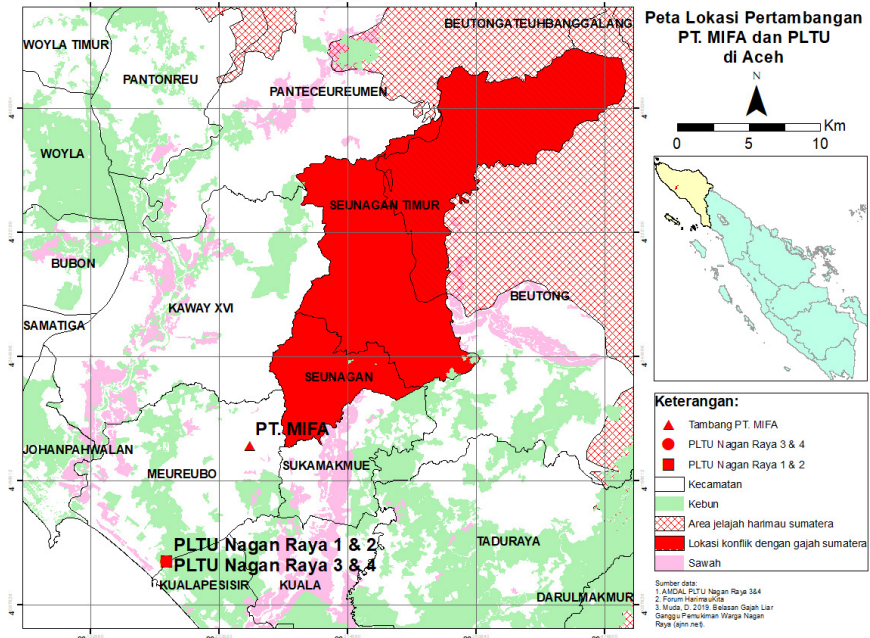 Peta Lokasi Pertambangan
PT. MIFA dan PLTU
di Aceh
N
0 5 10 Km
WOYLA TIMUR
PANTONREU
BEUTONGATEUHBANGGALANG
PANTECEUREUMEN
WOYLA
SEUNAGAN TIMUR
BUBON
KAWAY XVI
BEUTONG
SAMATIGA
SEUNAGAN
PT. MIFA
JOHANPAHWALAN
MEUREUBO
SUKAMAKMUE
TADURAYA
PLTU Nagan Raya 1 & 2
PLTU Nagan Raya 3 & 4
KUALAPESISIR
KUALA
DARULMAKMUR
Keterangan:
Tambang PT. MIFA
PLTU Nagan Raya 3 & 4
PLTU Nagan Raya 1 & 2
Kecamatan
Kebun
Area jelajah harimau sumatera
Lokasi konflik dengan gajah sumatera
Sawah
Sumber data:
1. AMDAL PLTU Nagan Raya 3&4
2. Forum HarimauKita
3. Muda, D. 2019. Belasan Gajah Liar
Ganggu Pemukiman Warga Nagan
Raya (ajnn.net).